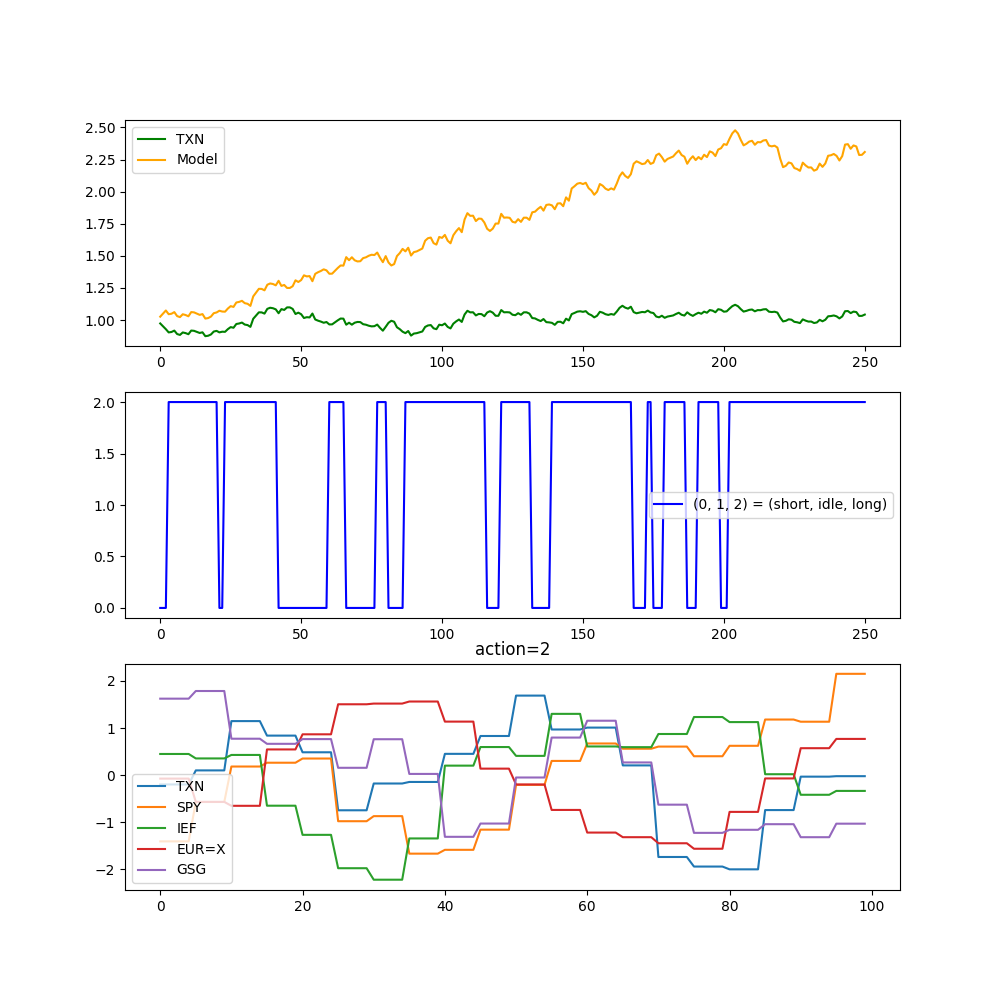 2.50
2.25
2.00
1.75
1.50
1.25
1.00
TXN
Model
0 50 100 150 200 250
2.0
1.5
1.0
0.5
0.0
(0, 1, 2) = (short, idle, long)
0 50 100 150 200 250
action=2
2
1
0
−1
−2
TXN
SPY
IEF
EUR=X
GSG
0 20 40 60 80 100